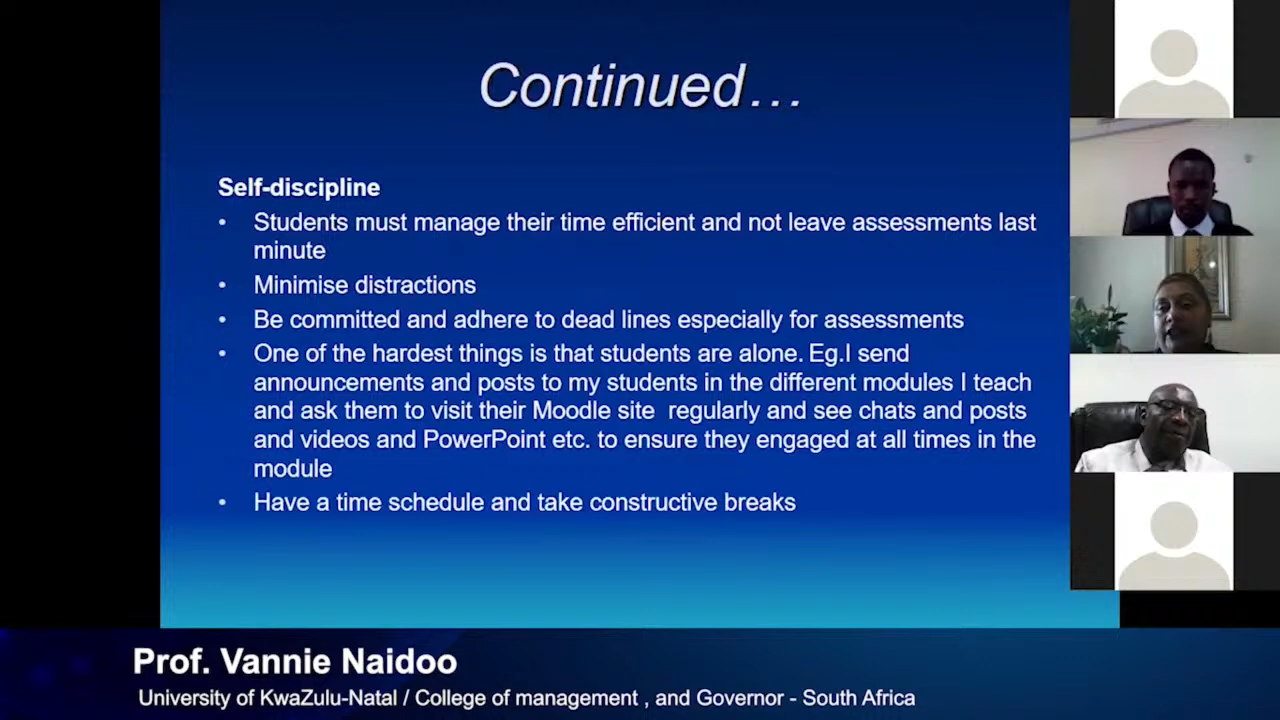 Continued…
Self-discipline
• Students must manage their time efficient and not leave assessments last
minute
• Minimise distractions
• Be committed and adhere to dead lines especially for assessments
• One of the hardest things is that students are alone. Eg.I send
announcements and posts to my students in the different modules I teach
and ask them to visit their Moodle site regularly and see chats and posts
and videos and PowerPoint etc. to ensure they engaged at all times in the
module
• Have a time schedule and take constructive breaks
Prof. Vannie Naidoo
University of KwaZulu-Natal / College of management , and Governor - South Africa